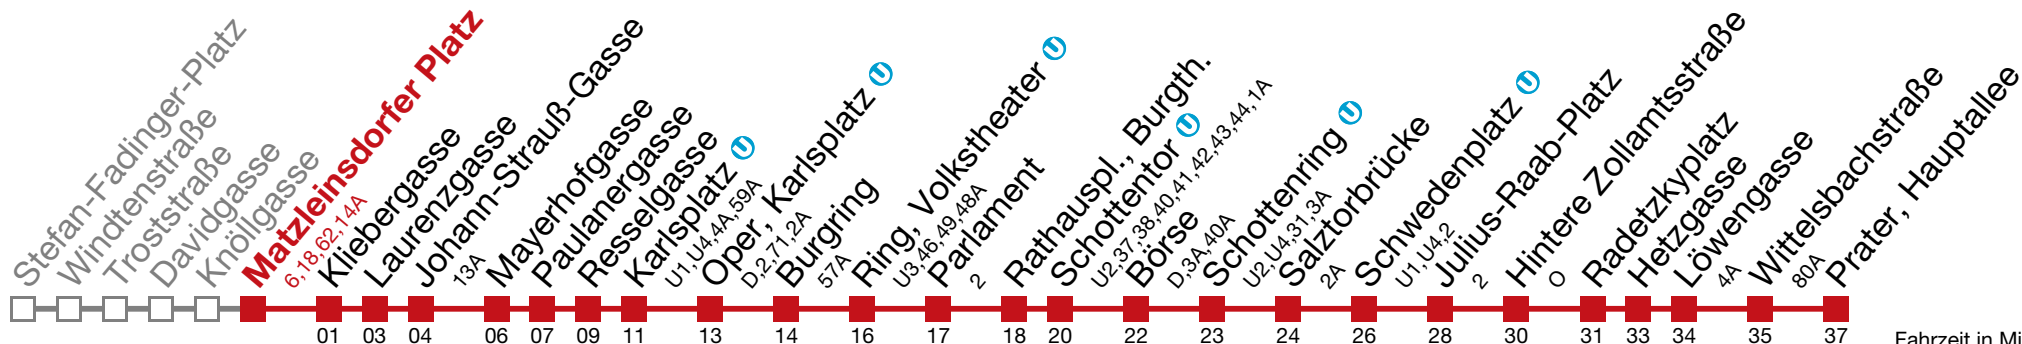 Stefan-Fadinger-Platz
Windtenstraße
Troststraße
Davidgasse
Knöllgasse
Matzleinsdorfer Platz
6,18,62,14A
Kliebergasse
Laurenzgasse
Johann-Strauß-Gasse
13A
Mayerhofgasse
Paulanergasse
Resselgasse
Karlsplatz U
U1,U4,4A,59A
Oper, Karlsplatz U
D,2,71,2A
Burgring
57A
Ring, Volkstheater U
U3,46,49,48A
Parlament
2
Rathauspl., Burgth.
Schottentor U
U2,37,38,40,41,42,43,44,1A
Börse
D,3A,40A
Schottenring U
U2,U4,31,3A
Salztorbrücke
2A
Schwedenplatz U
U1,U4,2
Julius-Raab-Platz
2
Hintere Zollamtsstraße
O
Radetzkyplatz
Hetzgasse
Löwengasse
4A
Wittelsbachstraße
80A
Prater, Hauptallee
01 03 04 06 07 09 11 13 14 16 17 18 20 22 23 24 26 28 30 31 33 34 35 37
Fahrzeit in Mi